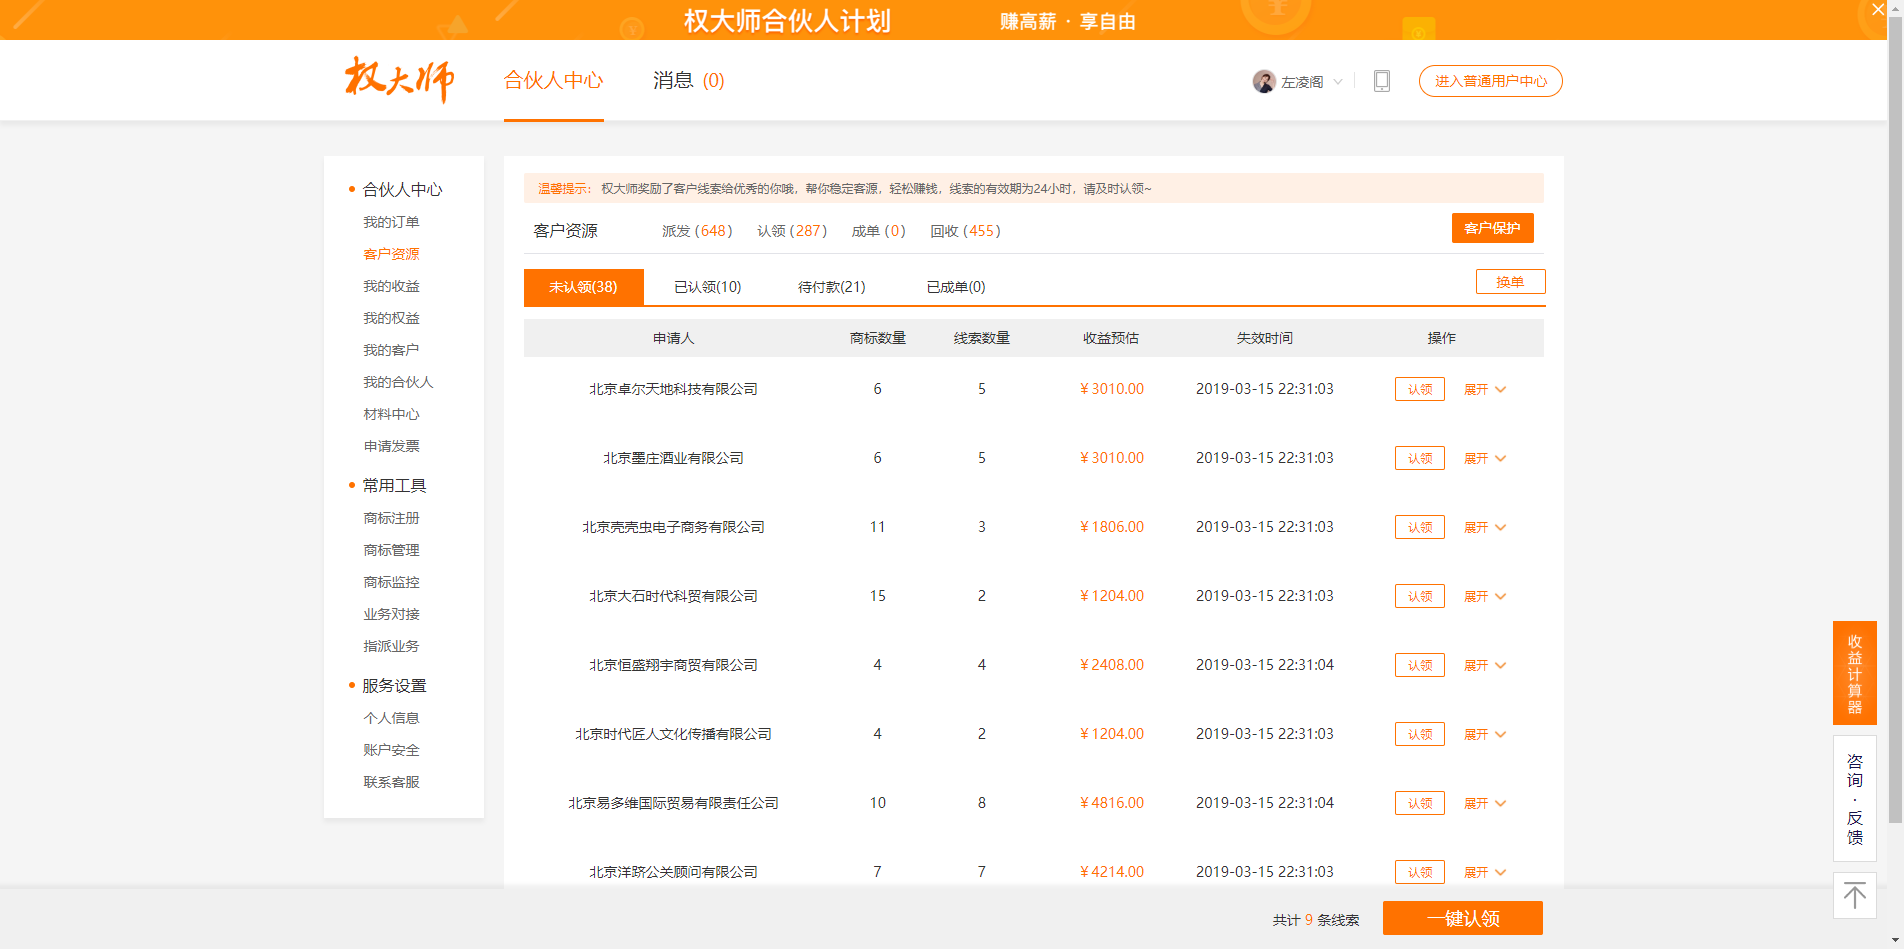 权大师合伙人计划 赚高薪 · 享自由
权大师 合伙人中心 消息 (0) 左凌阁 进入普通用户中心
合伙人中心
我的订单
客户资源
我的收益
我的权益
我的客户
我的合伙人
材料中心
申请发票
常用工具
商标注册
商标管理
商标监控
业务对接
指派业务
服务设置
个人信息
账户安全
联系客服
温馨提示： 权大师奖励了客户线索给优秀的你哦，帮你稳定客源，轻松赚钱，线索的有效期为24小时，请及时认领~
客户资源 派发 (648) 认领 (287) 成单 (0) 回收 (455) 客户保护
未认领(38) 已认领(10) 待付款(21) 已成单(0) 换单
申请人 商标数量 线索数量 收益预估 失效时间 操作
北京卓尔天地科技有限公司 6 5 ¥3010.00 2019-03-15 22:31:03 认领 展开
北京墨庄酒业有限公司 6 5 ¥3010.00 2019-03-15 22:31:03 认领 展开
北京壳壳虫电子商务有限公司 11 3 ¥1806.00 2019-03-15 22:31:03 认领 展开
北京大石时代科贸有限公司 15 2 ¥1204.00 2019-03-15 22:31:03 认领 展开
北京恒盛翔宇商贸有限公司 4 4 ¥2408.00 2019-03-15 22:31:04 认领 展开
北京时代匠人文化传播有限公司 4 2 ¥1204.00 2019-03-15 22:31:03 认领 展开
北京易多维国际贸易有限责任公司 10 8 ¥4816.00 2019-03-15 22:31:04 认领 展开
北京洋跻公关顾问有限公司 7 7 ¥4214.00 2019-03-15 22:31:03 认领 展开
共计 9 条线索 一键认领
收益计算器
咨询·反馈